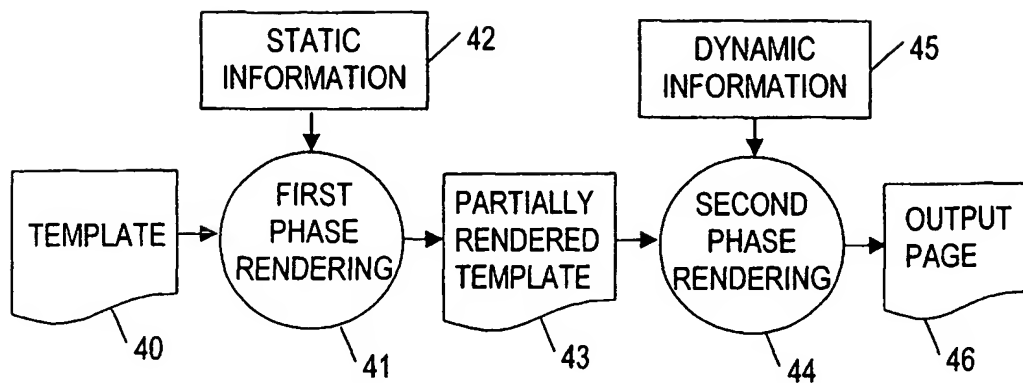 STATIC
INFORMATION
42
DYNAMIC
INFORMATION
45
TEMPLATE
40
FIRST
PHASE
RENDERING
41
PARTIALLY
RENDERED
TEMPLATE
43
SECOND
PHASE
RENDERING
44
OUTPUT
PAGE
46